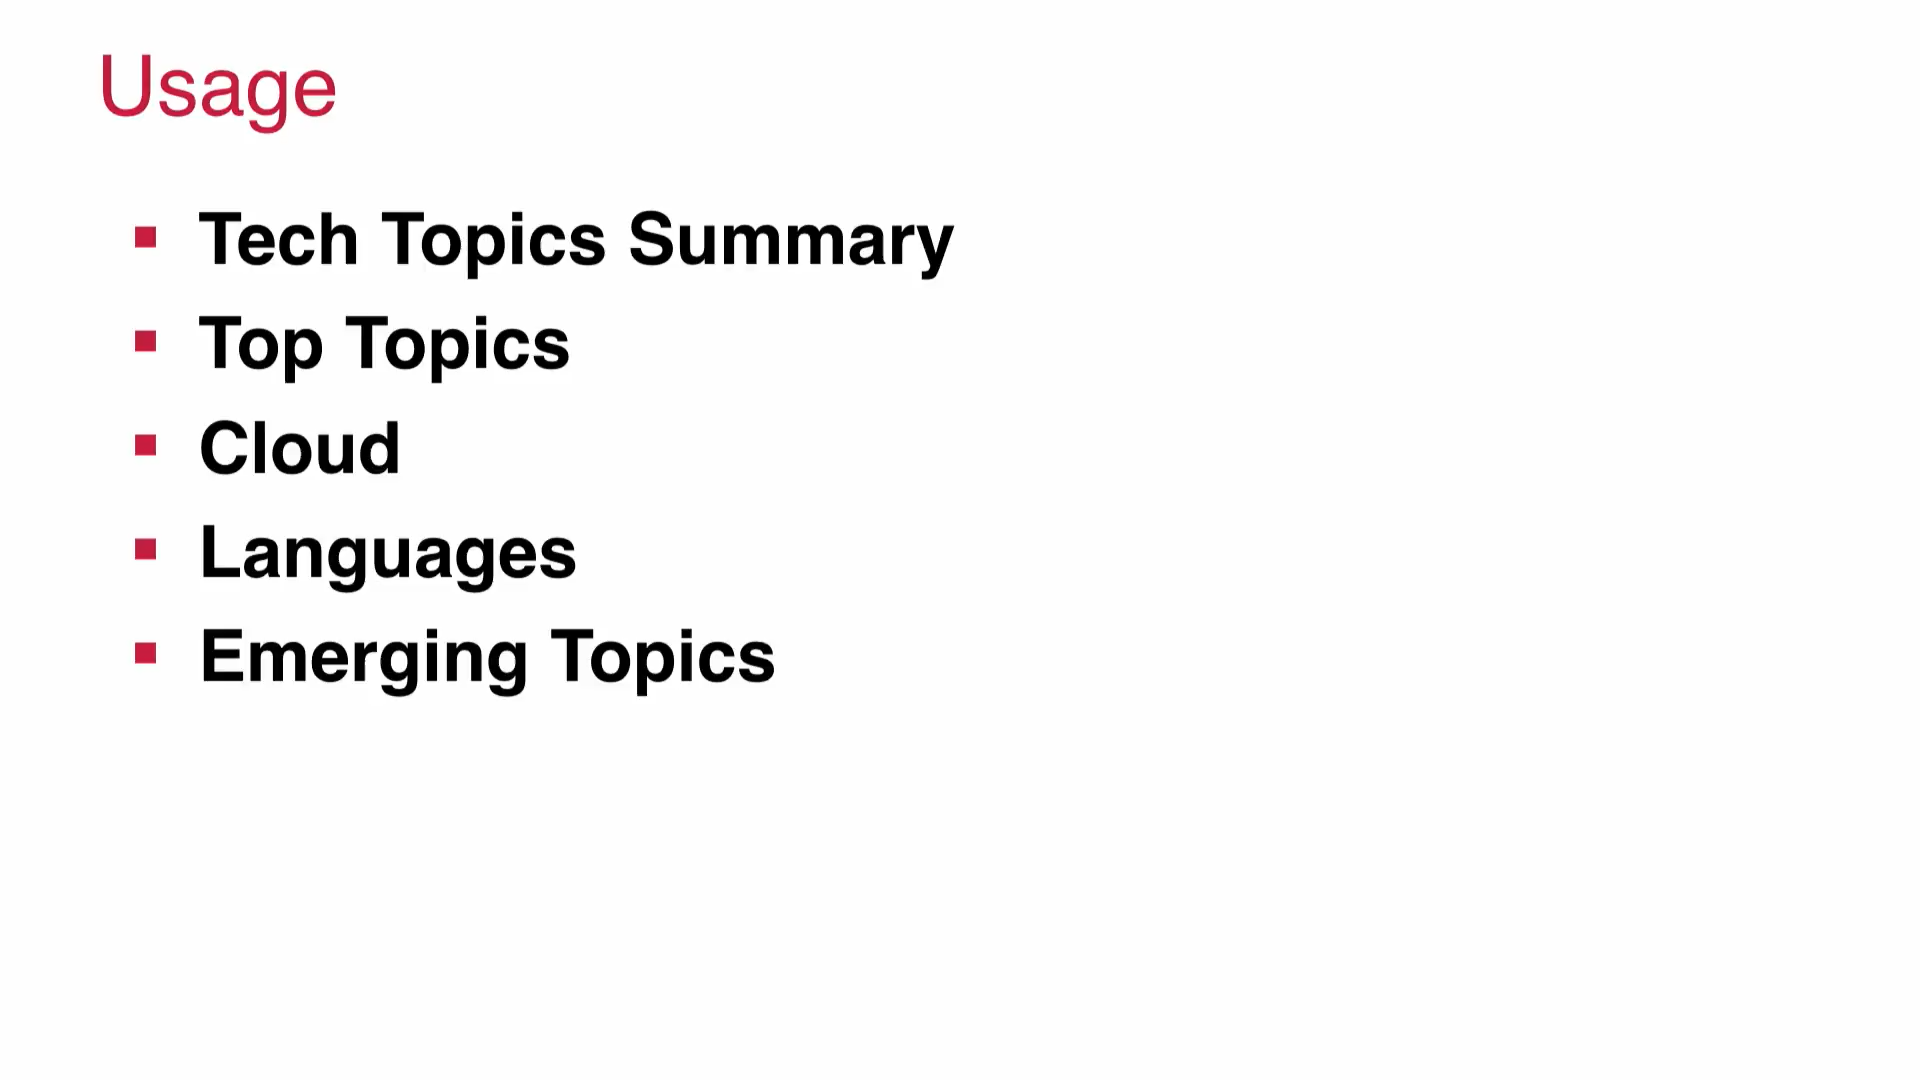 Usage
Tech Topics Summary
Top Topics
Cloud
Languages
Emerging Topics